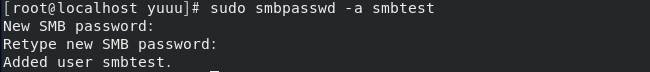 [root@localhost yuuu]# sudo smbpasswd -a smbtest
New SMB password:
Retype new SMB password:
Added user smbtest.